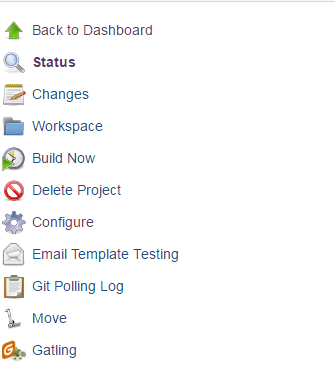 Back to Dashboard
Status
Changes
Workspace
Build Now
Delete Project
Configure
Email Template Testing
Git Polling Log
Move
Gatling